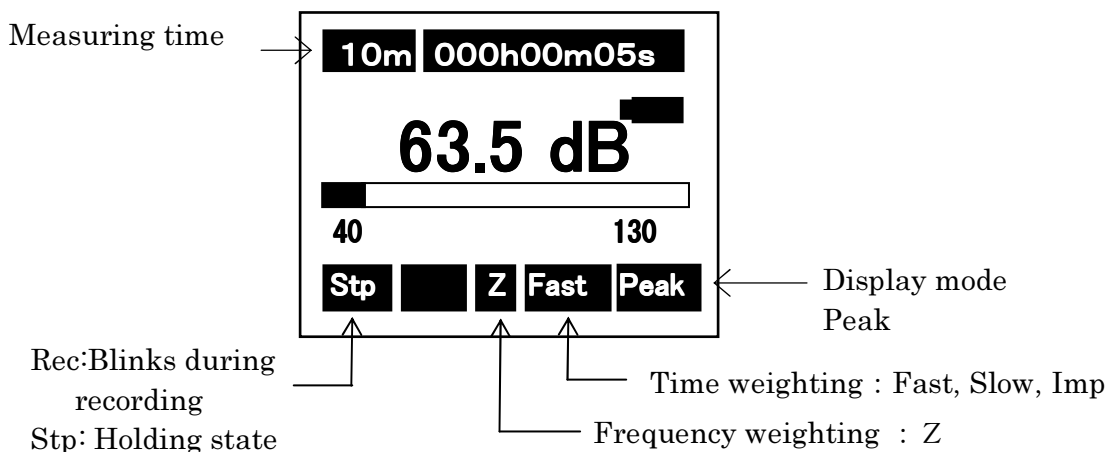 Measuring time
10m 000h00m05s
63.5 dB
40 130
Stp Z Fast Peak
Display mode
Peak
Rec:Blinks during
recording
Stp: Holding state
Time weighting : Fast, Slow, Imp
Frequency weighting : Z